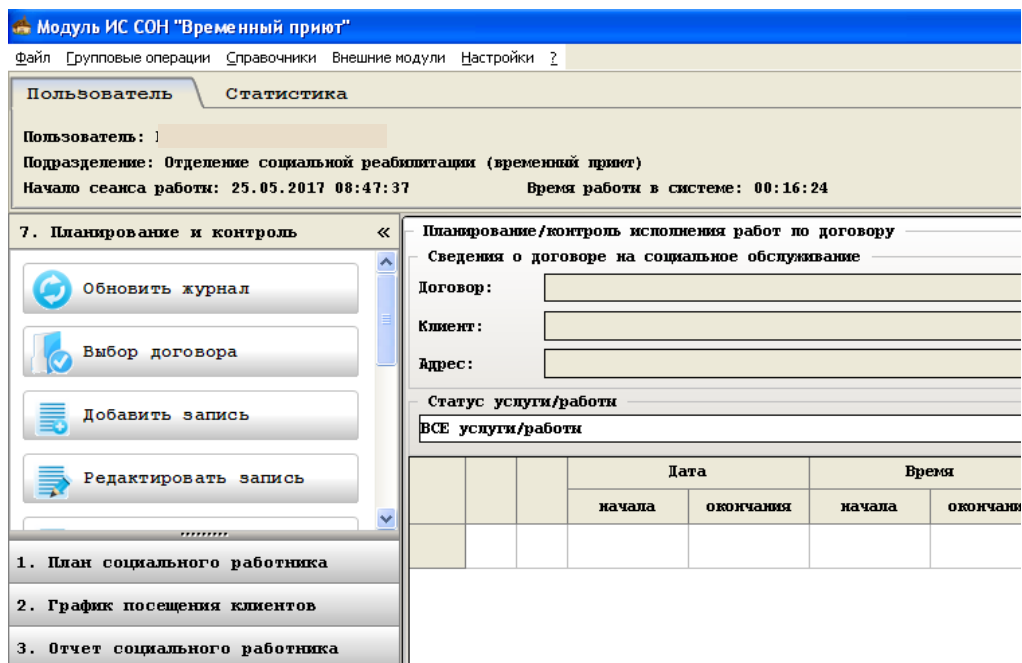 Модуль ИС СОН "Временный приют"
Файл Групповые операции Справочники Внешние модули Настройки ?
Пользователь Статистика
Пользователь:
Подразделение: Отделение социальной реабилитации (временный приют)
Начало сеанса работы: 25.05.2017 08:47:37 Время работы в системе: 00:16:24
7. Планирование и контроль «
Обновить журнал
Выбор договора
Добавить запись
Редактировать запись
1. План социального работника
2. График посещения клиентов
3. Отчет социального работника
Планирование/контроль исполнения работ по договору
Сведения о договоре на социальное обслуживание
Договор:
Клиент:
Адрес:
Статус услуги/работы
ВСЕ услуги/работы
Дата Время
начала окончания начала окончани